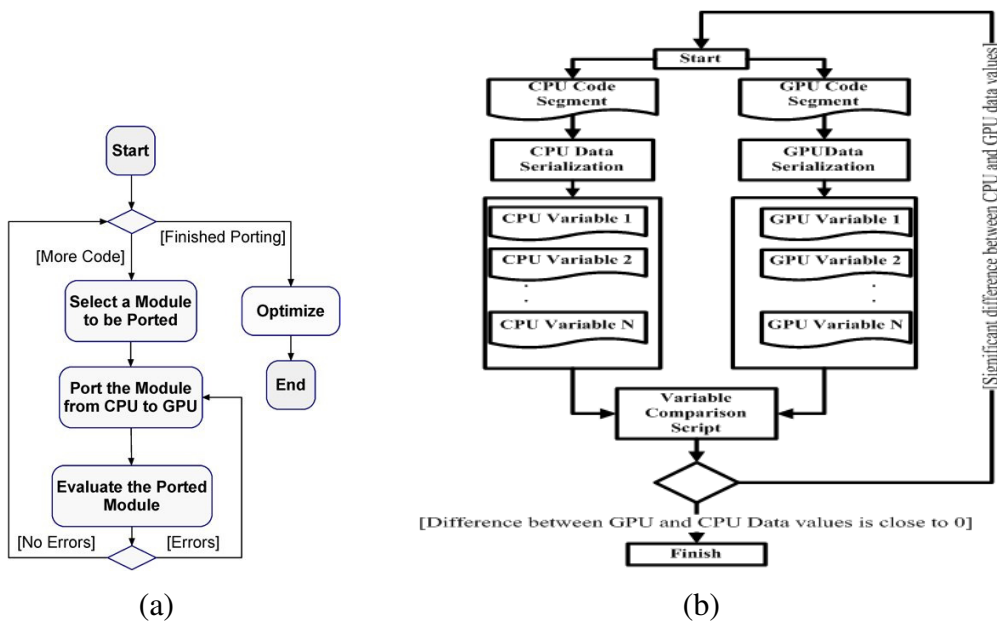 Start
[More Code]
[Finished Porting]
Select a Module
to be Ported
Optimize
Port the Module
from CPU to GPU
End
Evaluate the Ported
Module
[No Errors]
[Errors]
(a)
Start
CPU Code
Segment
GPU Code
Segment
CPU Data
Serialization
GPUData
Serialization
CPU Variable 1
CPU Variable 2
.
.
CPU Variable N
GPU Variable 1
GPU Variable 2
.
.
GPU Variable N
Variable
Comparison
Script
[Significant difference between CPU and GPU data values]
[Difference between GPU and CPU Data values is close to 0]
Finish
(b)